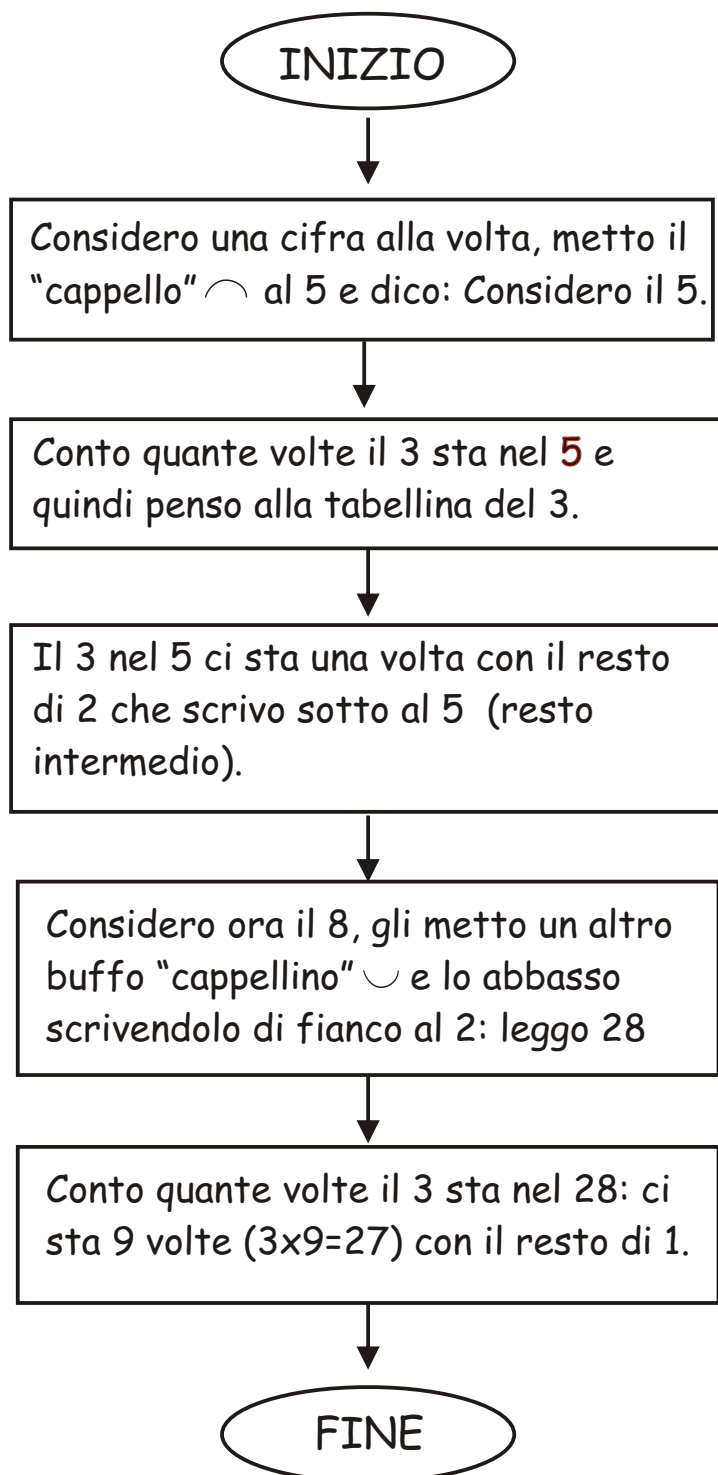 INIZIO
Considero una cifra alla volta, metto il
“cappello” al 5 e dico: Considero il 5.
Conto quante volte il 3 sta nel 5 e
quindi penso alla tabellina del 3.
Il 3 nel 5 ci sta una volta con il resto
di 2 che scrivo sotto al 5 (resto
intermedio).
Considero ora il 8, gli metto un altro
buffo “cappellino” e lo abbasso
scrivendolo di fianco al 2: leggo 28
Conto quante volte il 3 sta nel 28: ci
sta 9 volte (3x9=27) con il resto di 1.
FINE